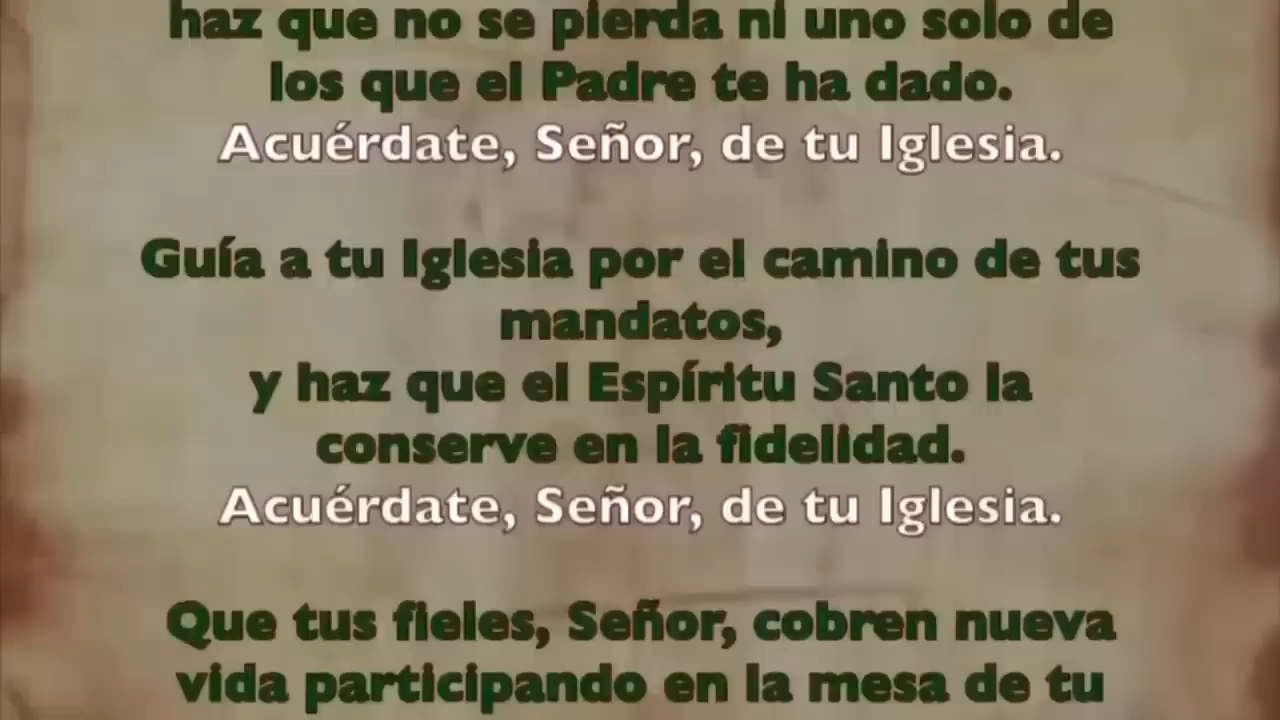 haz que no se pierda ni uno solo de
los que el Padre te ha dado.
Acuérdate, Señor, de tu Iglesia.
Guía a tu Iglesia por el camino de tus
mandatos,
y haz que el Espíritu Santo la
conserve en la fidelidad.
Acuérdate, Señor, de tu Iglesia.
Que tus fieles, Señor, cobren nueva
vida participando en la mesa de tu